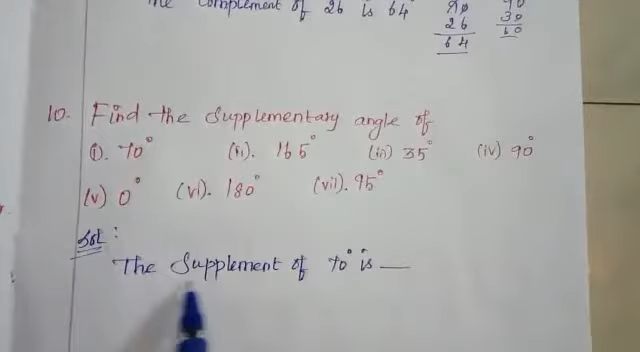 The complement of 26 is 64°
90
26
64
90
30
60
10. Find the supplementary angle of
(i). 70° (ii). 165° (iii) 35° (iv) 90°
(v) 0° (vi). 180° (vii). 95°
Sol:
The Supplement of 70° is —